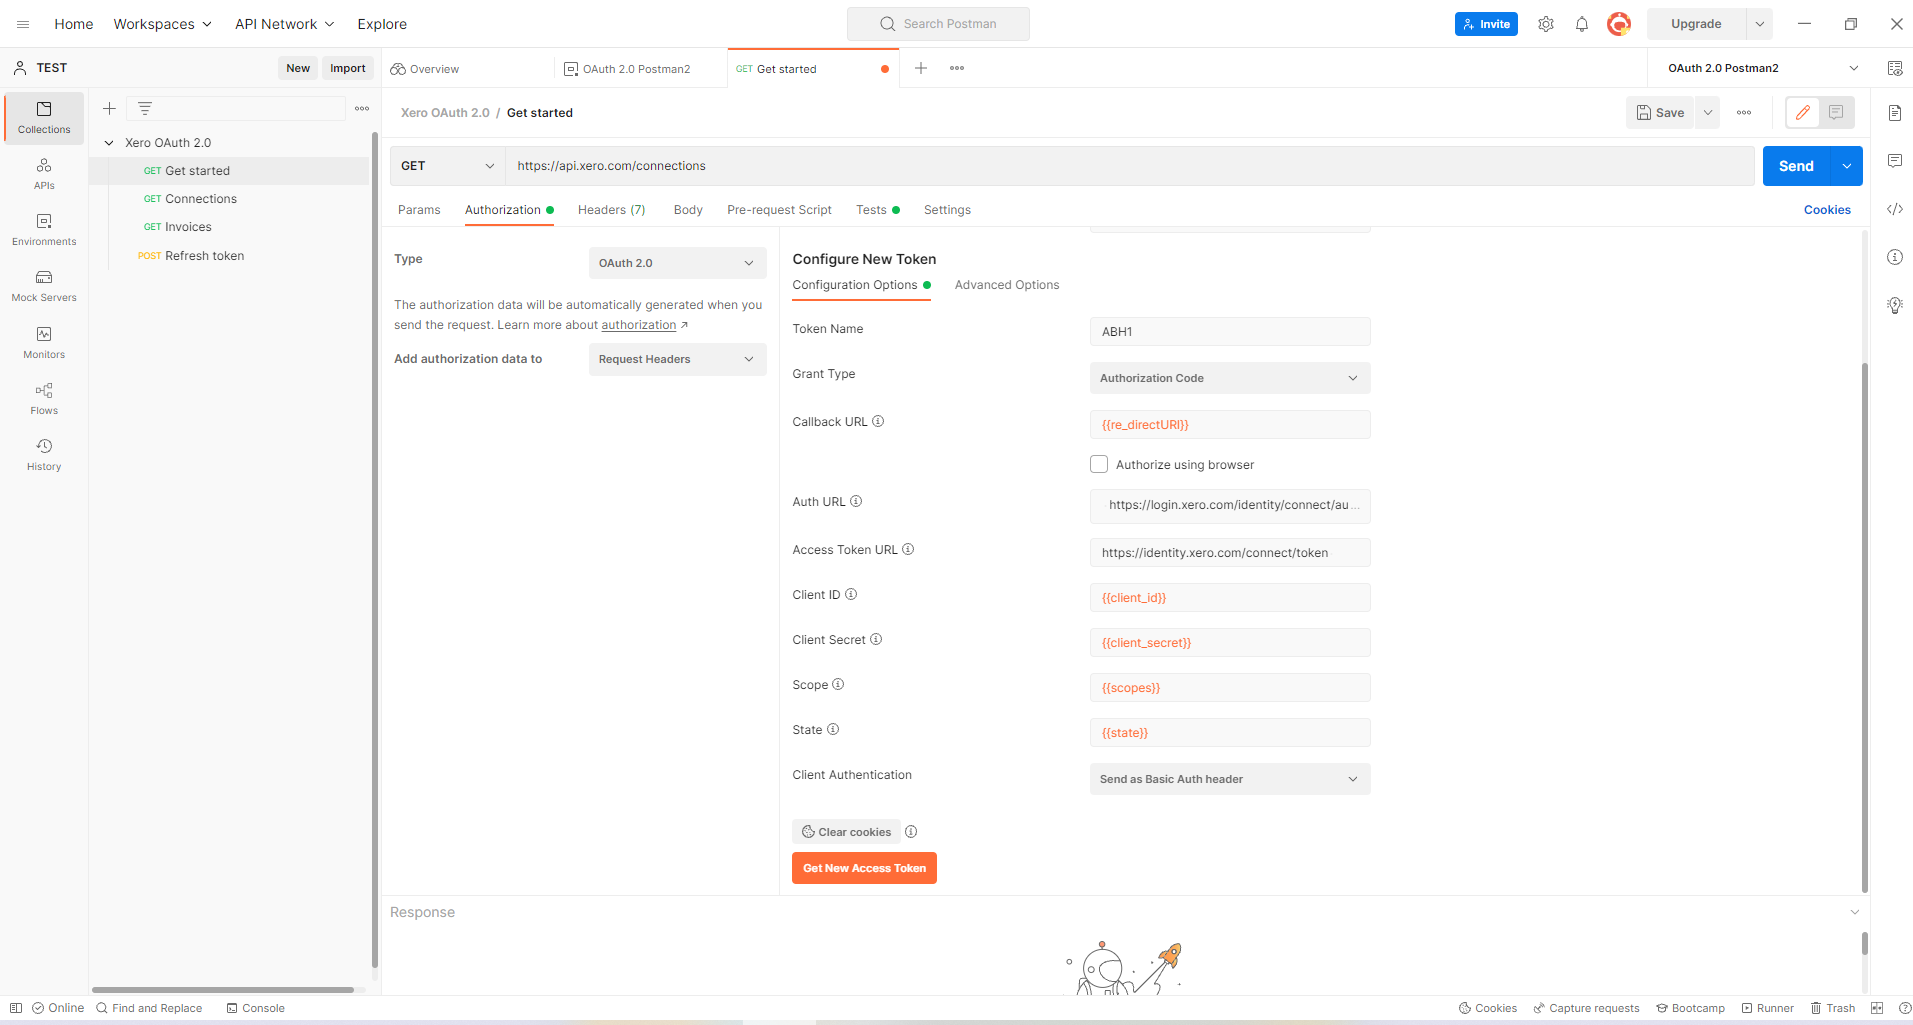 Home Workspaces API Network Explore Search Postman Invite Upgrade
TEST New Import Overview OAuth 2.0 Postman2 GET Get started OAuth 2.0 Postman2
Collections
APIs
Environments
Mock Servers
Monitors
Flows
History
Xero OAuth 2.0
GET Get started
GET Connections
GET Invoices
POST Refresh token
Xero OAuth 2.0 / Get started Save
GET https://api.xero.com/connections Send
Params Authorization Headers (7) Body Pre-request Script Tests Settings Cookies
Type OAuth 2.0
The authorization data will be automatically generated when you
send the request. Learn more about authorization ↗
Add authorization data to Request Headers
Configure New Token
Configuration Options Advanced Options
Token Name ABH1
Grant Type Authorization Code
Callback URL {{re_directURI}}
Authorize using browser
Auth URL https://login.xero.com/identity/connect/au...
Access Token URL https://identity.xero.com/connect/token
Client ID {{client_id}}
Client Secret {{client_secret}}
Scope {{scopes}}
State {{state}}
Client Authentication Send as Basic Auth header
Clear cookies
Get New Access Token
Response
Online Find and Replace Console Cookies Capture requests Bootcamp Runner Trash